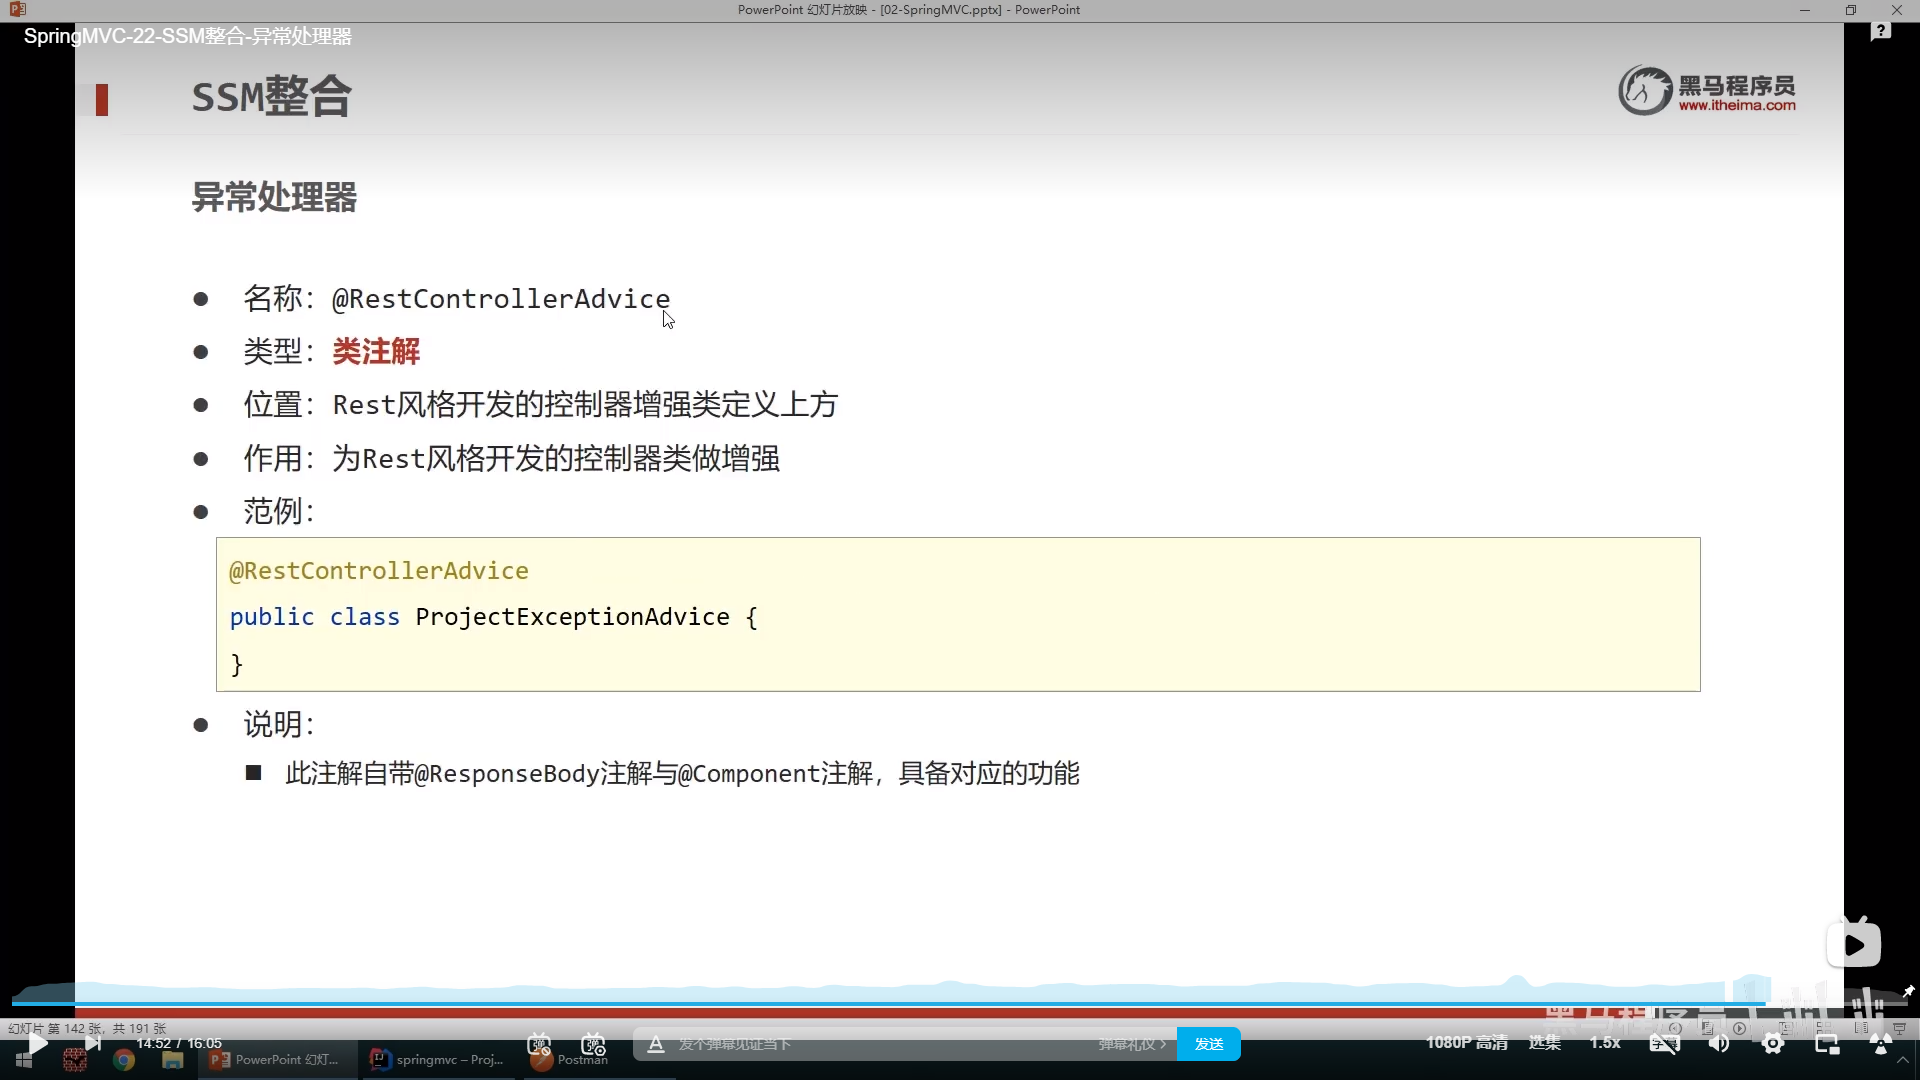 PowerPoint 幻灯片放映 - [02-SpringMVC.pptx] - PowerPoint
SpringMVC-22-SSM整合-异常处理器
SSM整合
黑马程序员
www.itheima.com
异常处理器
名称：@RestControllerAdvice
类型：类注解
位置：Rest风格开发的控制器增强类定义上方
作用：为Rest风格开发的控制器类做增强
范例：
@RestControllerAdvice
public class ProjectExceptionAdvice {
}
说明：
此注解自带@ResponseBody注解与@Component注解，具备对应的功能
幻灯片 第 142 张，共 191 张
14:52 / 16:05
发个弹幕见证当下
弹幕礼仪 >
发送
1080P 高清
选集
1.5x
PowerPoint 幻灯...
springmvc – Proj...
Postman